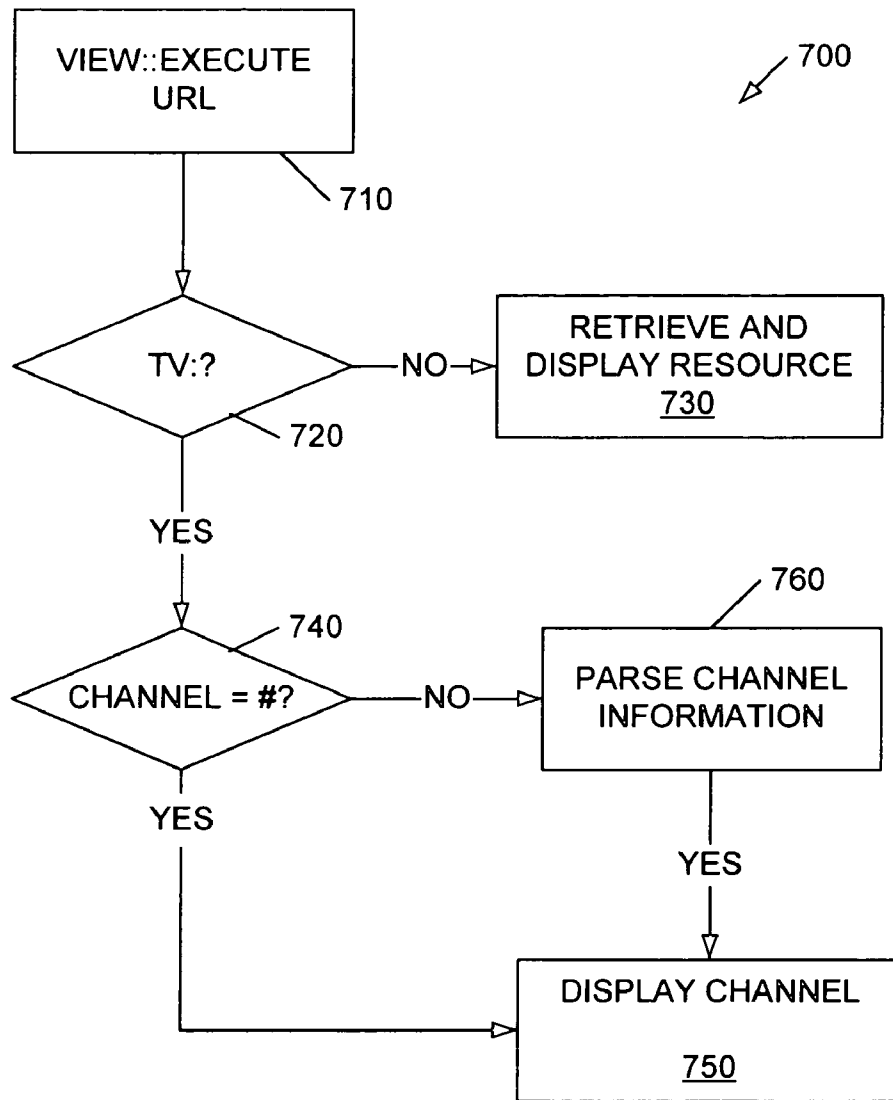 VIEW::EXECUTE
URL
700
710
TV:?
NO
RETRIEVE AND
DISPLAY RESOURCE
730
720
YES
760
740
CHANNEL = #?
NO
PARSE CHANNEL
INFORMATION
YES
YES
DISPLAY CHANNEL
750